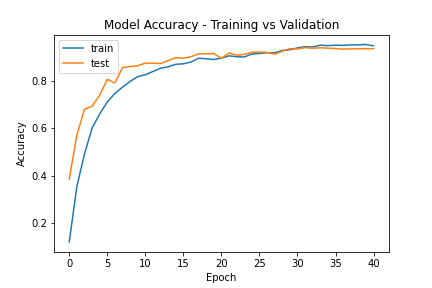 Model Accuracy - Training vs Validation
train
test
Accuracy
0.8
0.6
0.4
0.2
0 5 10 15 20 25 30 35 40
Epoch